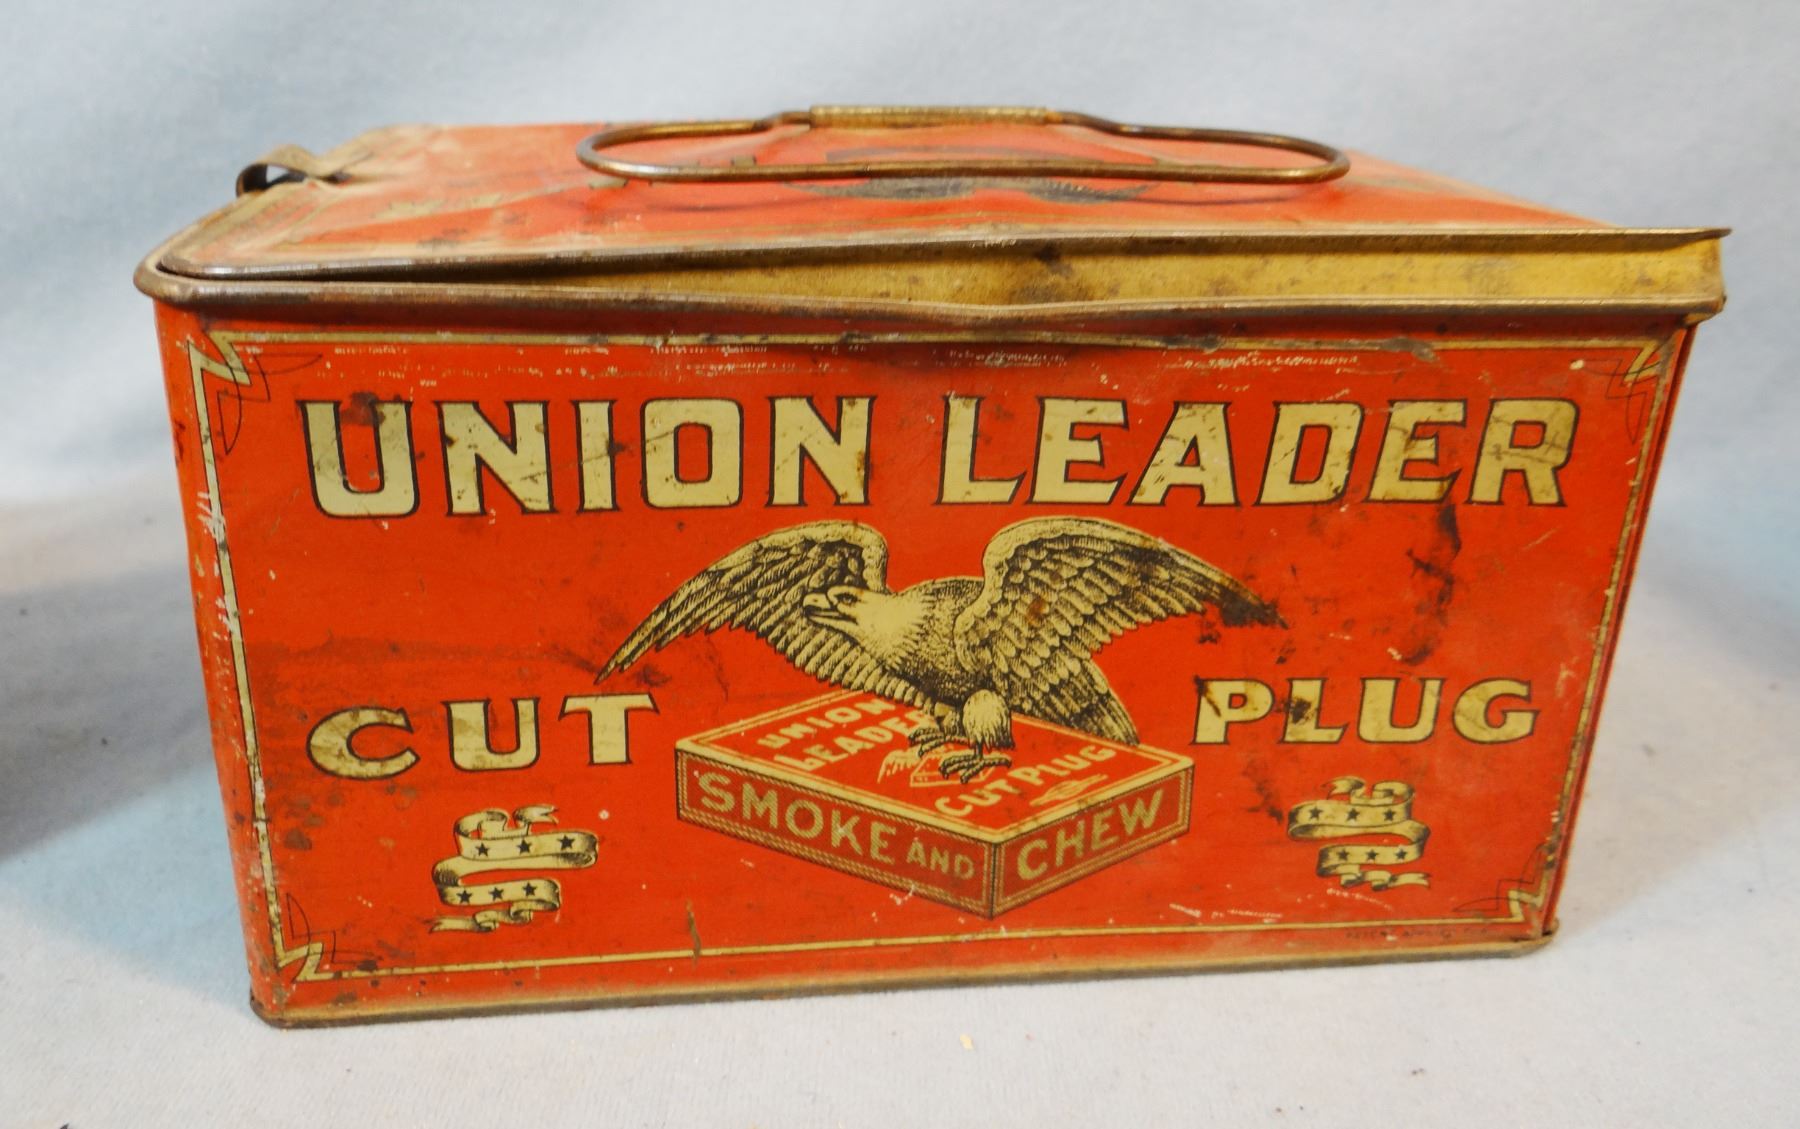 UNION LEADER
CUT PLUG
UNION
LEADER
CUT PLUG
SMOKE AND CHEW